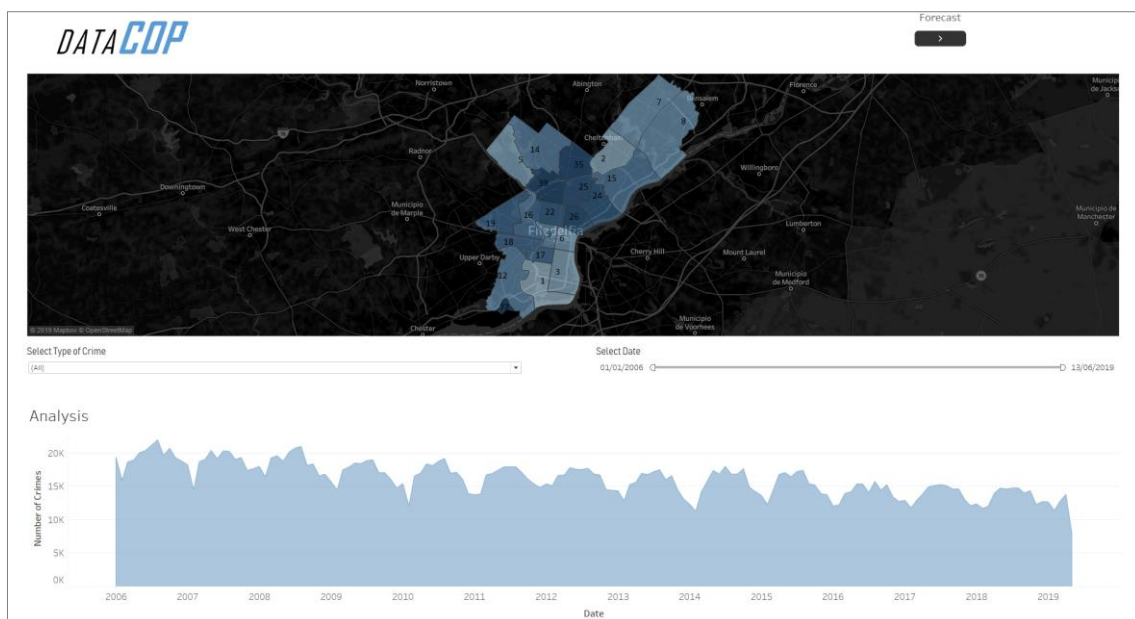 Forecast
DATACOP
>
Norristown
Abington
Florence
Municipi
de Jackso
7
Bensalem
8
Cheltenham
14
5
35
2
Radnor
Willingboro
15
39
25
24
Downingtown
Coatesville
Municipio
de Marple
16
22
26
Municipio de
Manchester
19
Filadelfia
Lumberton
West Chester
6
18
Upper Darby
17
Cherry Hill
Mount Laurel
3
12
1
Municipio
de Medford
Municipio
de Voorhees
Chester
© 2019 Mapbox © OpenStreetMap
Select Type of Crime
Select Date
(All)
01/01/2006
13/06/2019
Analysis
Number of Crimes
20K
15K
10K
5K
0K
2006 2007 2008 2009 2010 2011 2012 2013 2014 2015 2016 2017 2018 2019
Date